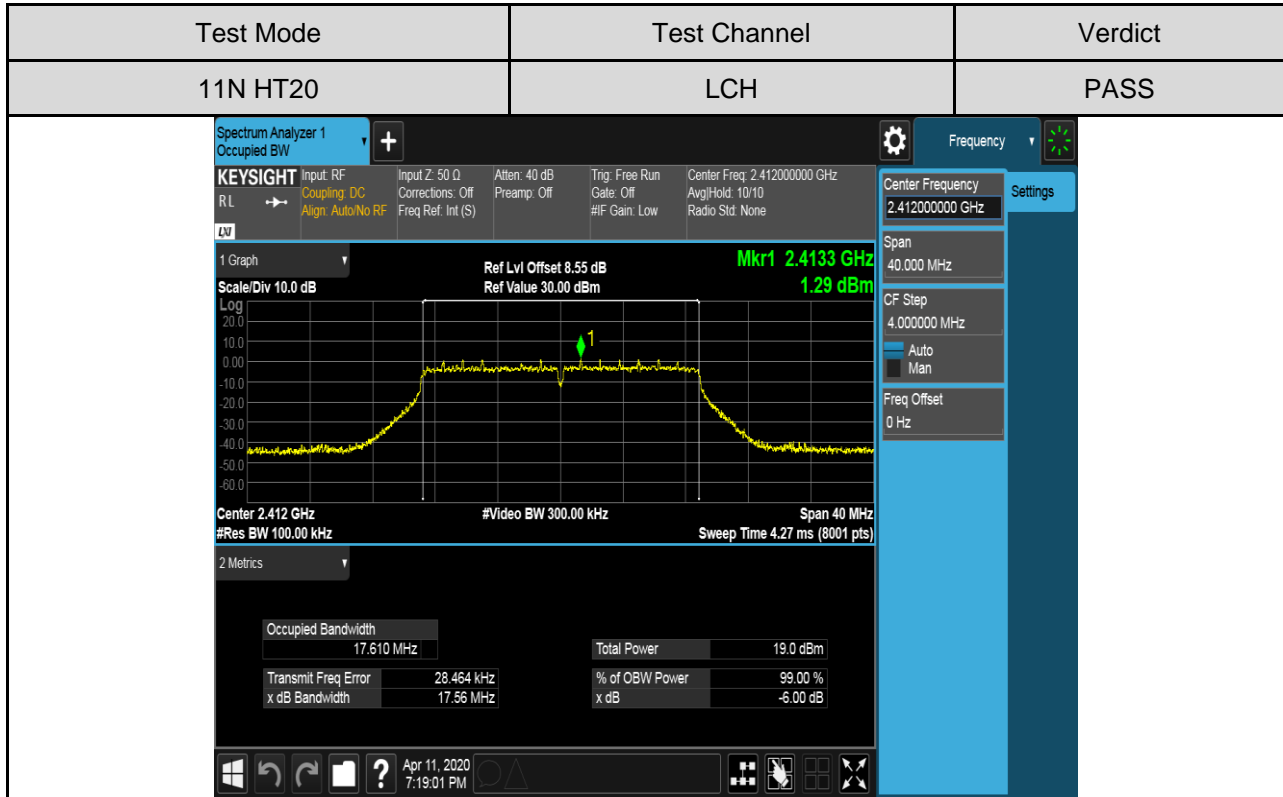 Test Mode Test Channel Verdict
11N HT20 LCH PASS
Spectrum Analyzer 1
Occupied BW
+
Frequency
KEYSIGHT
RL
LXI
Input: RF
Coupling: DC
Align: Auto/No RF
Input Z: 50 Ω
Corrections: Off
Freq Ref: Int (S)
Atten: 40 dB
Preamp: Off
Trig: Free Run
Gate: Off
#IF Gain: Low
Center Freq: 2.412000000 GHz
Avg|Hold: 10/10
Radio Std: None
Center Frequency
2.412000000 GHz
Settings
Span
40.000 MHz
CF Step
4.000000 MHz
Auto
Man
Freq Offset
0 Hz
1 Graph
Scale/Div 10.0 dB
Ref Lvl Offset 8.55 dB
Ref Value 30.00 dBm
Mkr1 2.4133 GHz
1.29 dBm
Log
20.0
10.0
0.00
-10.0
-20.0
-30.0
-40.0
-50.0
-60.0
1
Center 2.412 GHz
#Res BW 100.00 kHz
#Video BW 300.00 kHz
Span 40 MHz
Sweep Time 4.27 ms (8001 pts)
2 Metrics
Occupied Bandwidth
17.610 MHz
Total Power 19.0 dBm
Transmit Freq Error 28.464 kHz
% of OBW Power 99.00 %
x dB Bandwidth 17.56 MHz
x dB -6.00 dB
?
Apr 11, 2020
7:19:01 PM